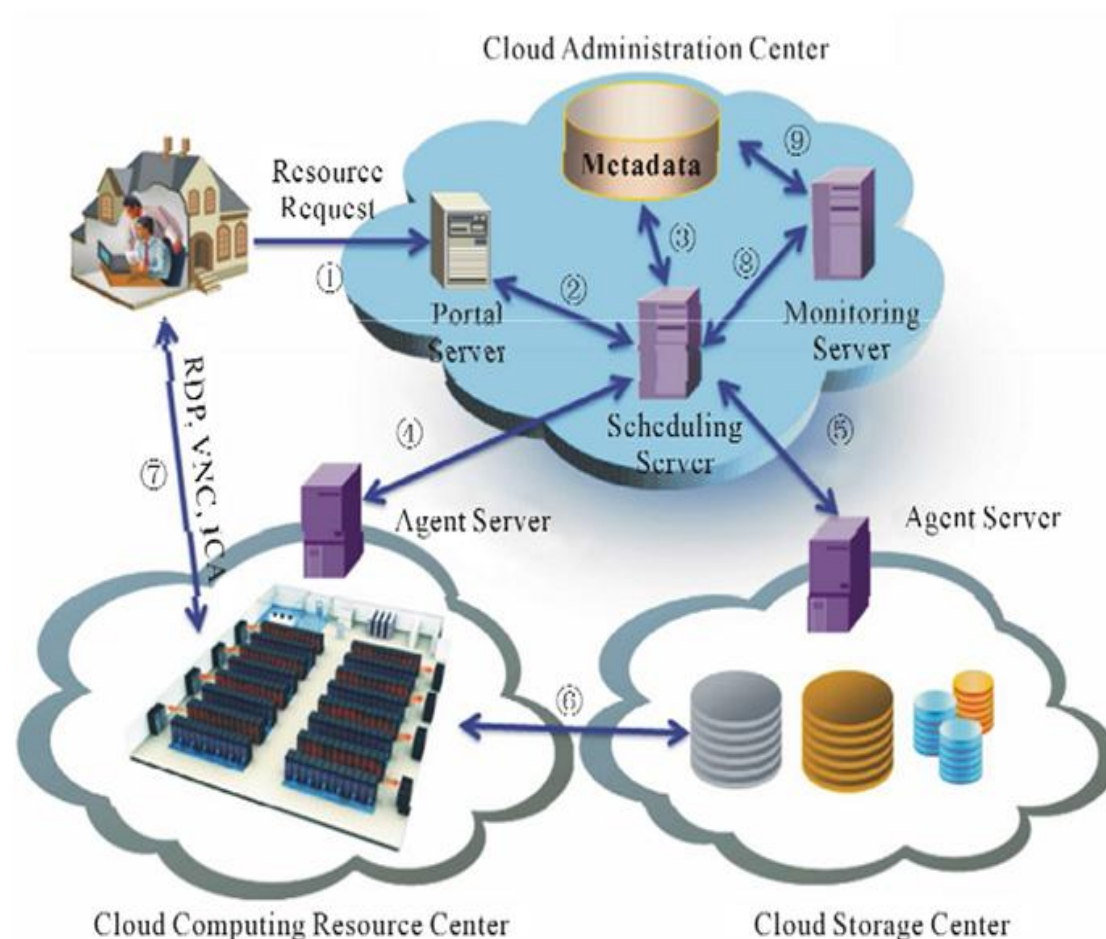 Cloud Administration Center
Metadata
⑨
Resource
Request
③
⑧
①
②
Portal
Server
Monitoring
Server
Scheduling
Server
④
⑤
⑦
RDP, VNC, ICA
Agent Server
Agent Server
⑥
Cloud Computing Resource Center
Cloud Storage Center